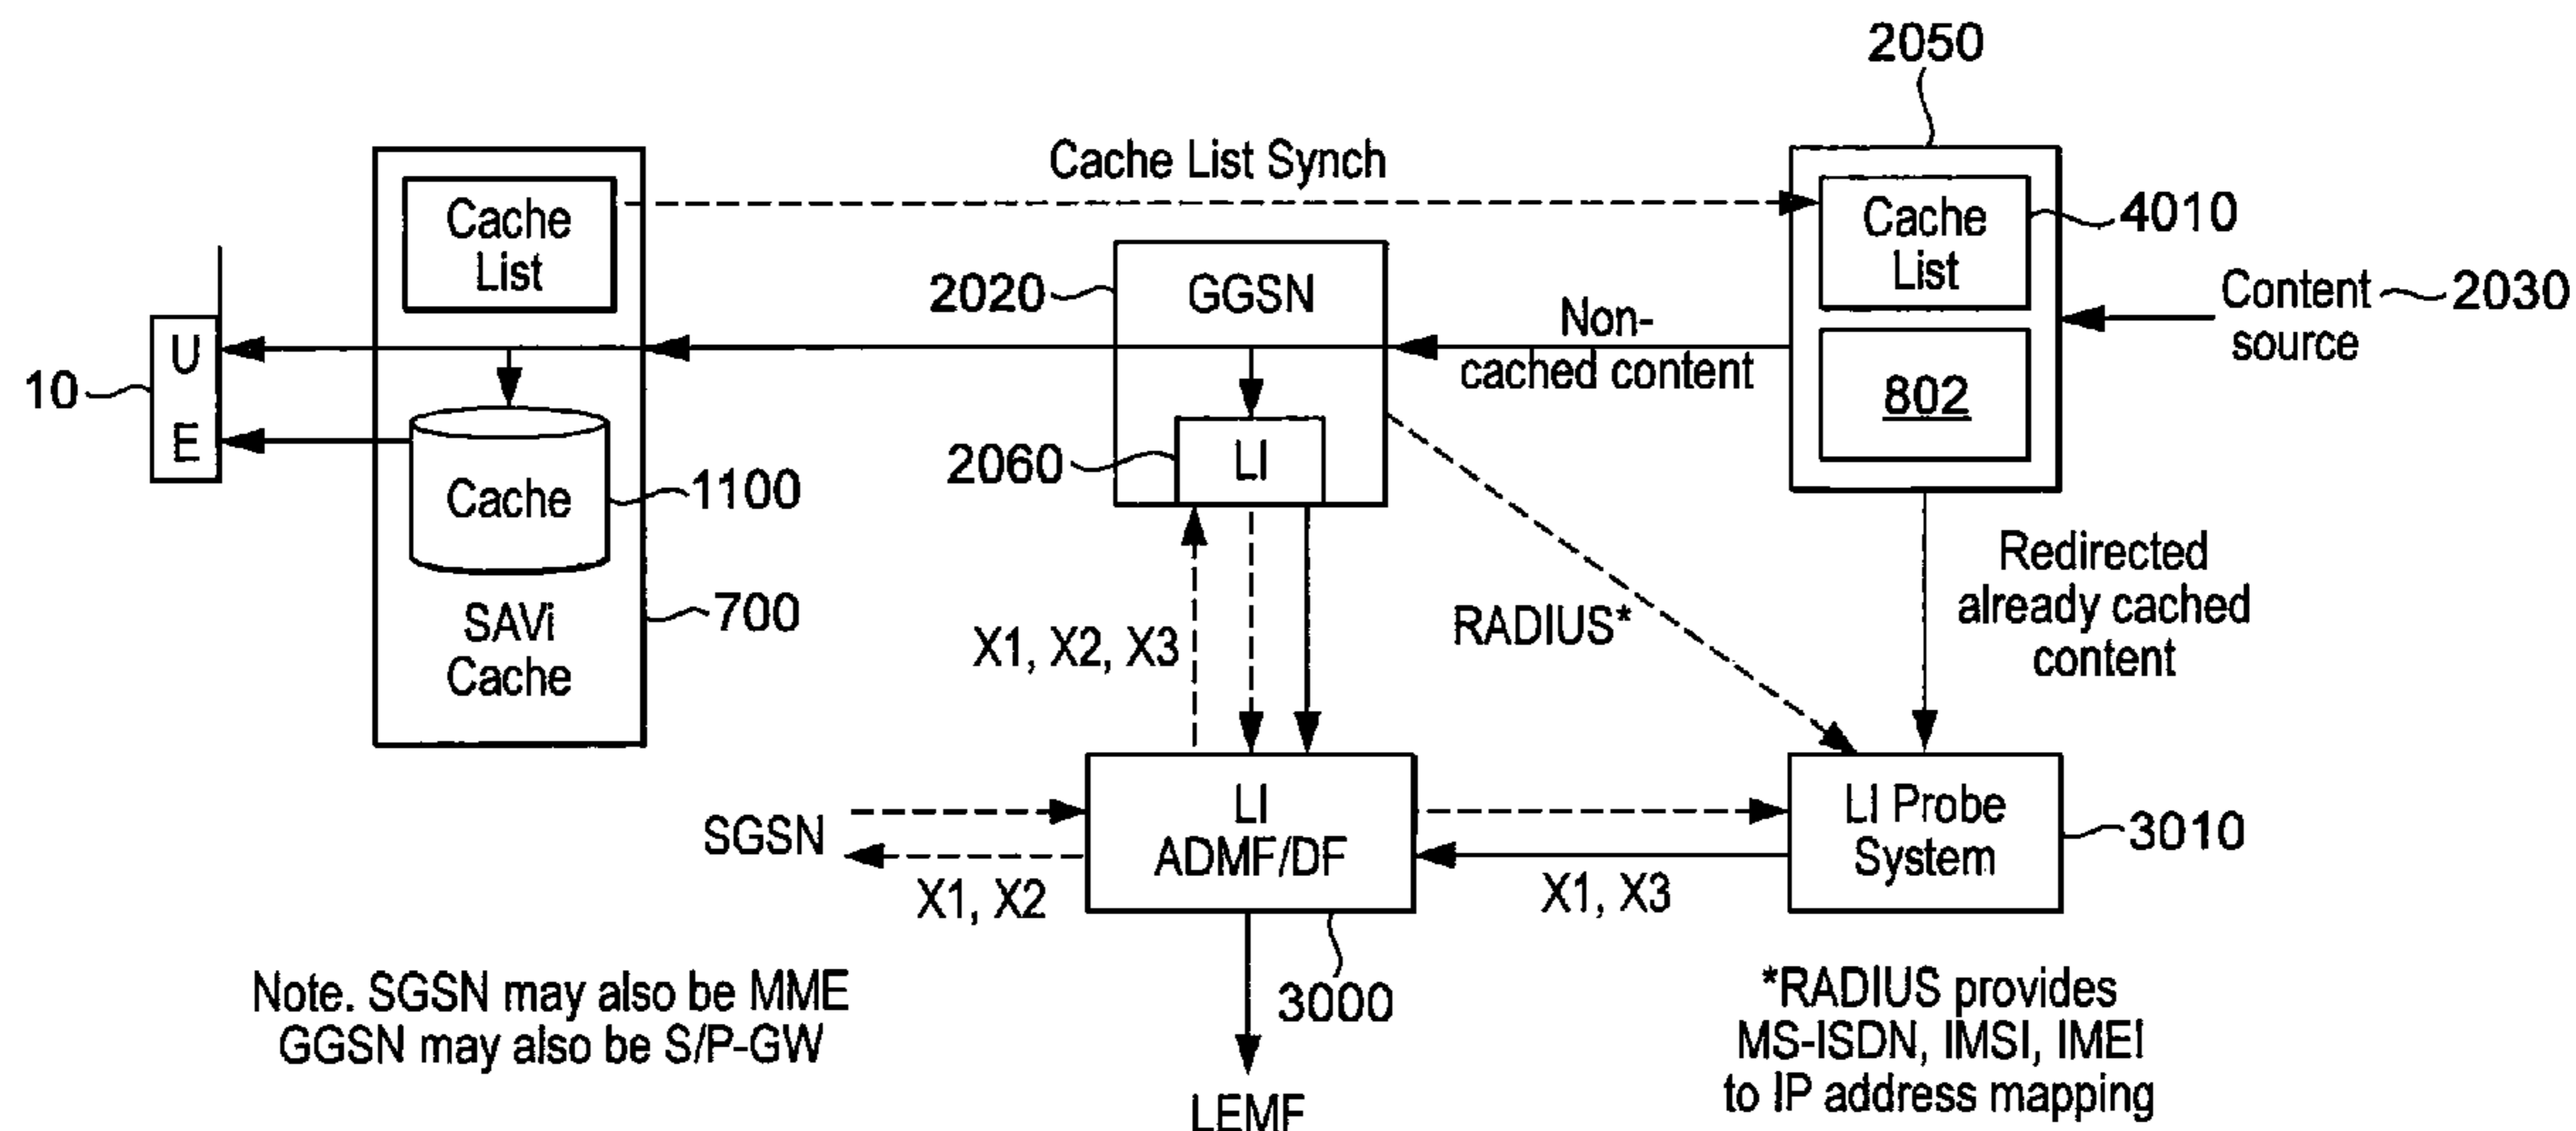 2050
Cache List Synch
Cache
List
Cache
List
4010
2020
GGSN
Non-
cached content
Content
source
2030
U
E
10
802
2060
LI
Cache
1100
SAVi
Cache
700
X1, X2, X3
RADIUS*
Redirected
already cached
content
SGSN
X1, X2
LI
ADMF/DF
X1, X3
LI Probe
System
3010
3000
LEMF
Note. SGSN may also be MME
GGSN may also be S/P-GW
*RADIUS provides
MS-ISDN, IMSI, IMEI
to IP address mapping